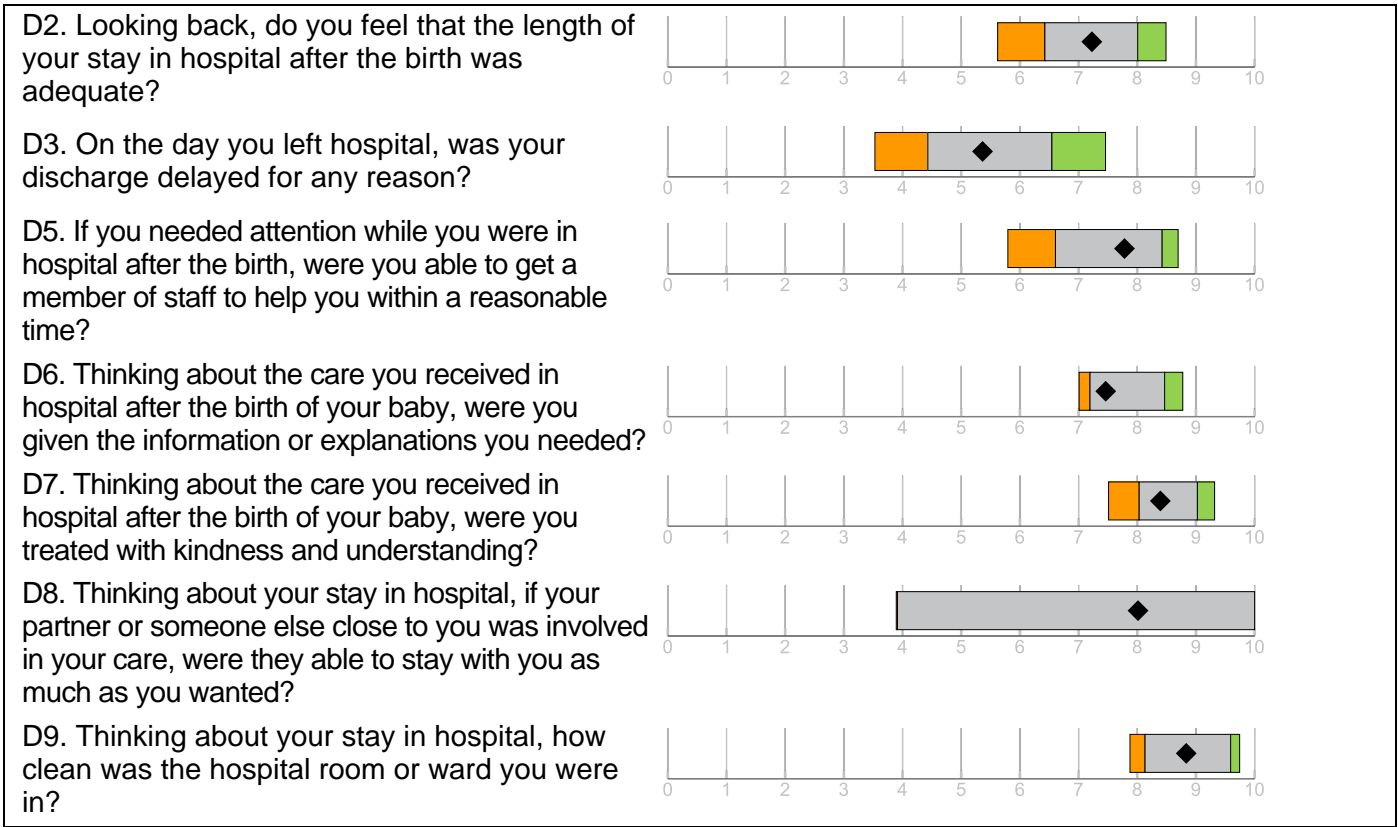 D2. Looking back, do you feel that the length of
your stay in hospital after the birth was
adequate?
0 1 2 3 4 5 6 7 8 9 10
D3. On the day you left hospital, was your
discharge delayed for any reason?
0 1 2 3 4 5 6 7 8 9 10
D5. If you needed attention while you were in
hospital after the birth, were you able to get a
member of staff to help you within a reasonable
time?
0 1 2 3 4 5 6 7 8 9 10
D6. Thinking about the care you received in
hospital after the birth of your baby, were you
given the information or explanations you needed?
0 1 2 3 4 5 6 7 8 9 10
D7. Thinking about the care you received in
hospital after the birth of your baby, were you
treated with kindness and understanding?
0 1 2 3 4 5 6 7 8 9 10
D8. Thinking about your stay in hospital, if your
partner or someone else close to you was involved
in your care, were they able to stay with you as
much as you wanted?
0 1 2 3 4 5 6 7 8 9 10
D9. Thinking about your stay in hospital, how
clean was the hospital room or ward you were
in?
0 1 2 3 4 5 6 7 8 9 10